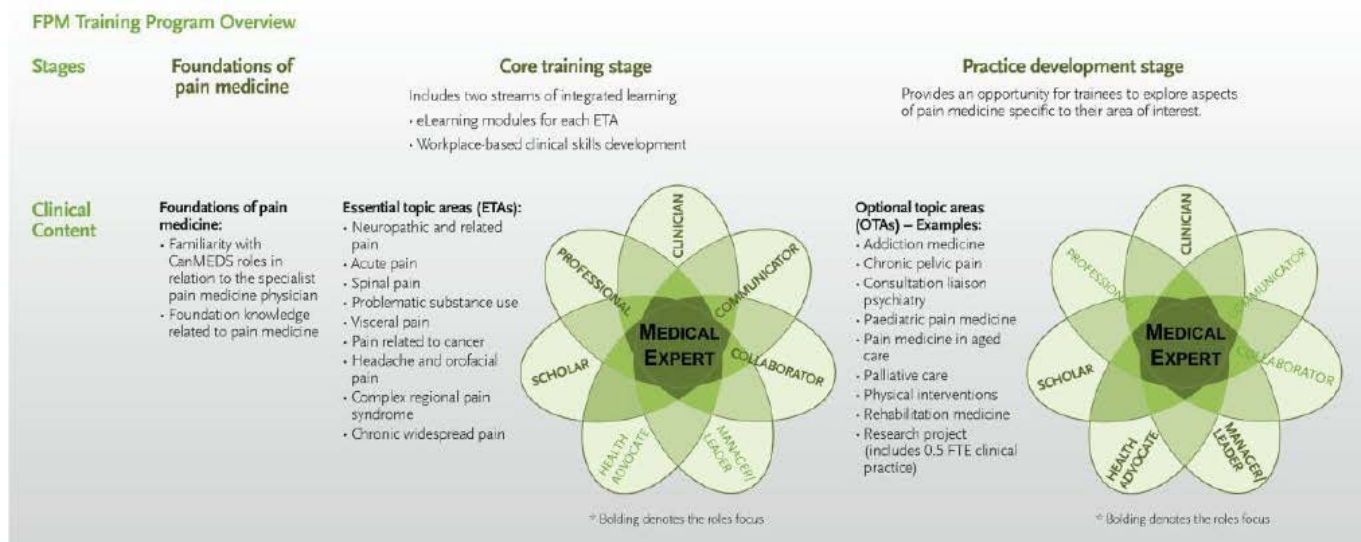 FPM Training Program Overview
Stages
Foundations of
pain medicine
Core training stage
Includes two streams of integrated learning
• eLearning modules for each ETA
• Workplace-based clinical skills development
Practice development stage
Provides an opportunity for trainees to explore aspects
of pain medicine specific to their area of interest.
Clinical
Content
Foundations of pain
medicine:
• Familiarity with
CanMEDS roles in
relation to the specialist
pain medicine physician
• Foundation knowledge
related to pain medicine
Essential topic areas (ETAs):
• Neuropathic and related
pain
• Acute pain
• Spinal pain
• Problematic substance use
• Visceral pain
• Pain related to cancer
• Headache and orofacial
pain
• Complex regional pain
syndrome
• Chronic widespread pain
CLINICIAN
PROFESSIONAL
COMMUNICATOR
MEDICAL
EXPERT
SCHOLAR
COLLABORATOR
HEALTH
ADVOCATE
MANAGER/
LEADER
* Bolding denotes the roles focus
Optional topic areas
(OTAs) – Examples:
• Addiction medicine
• Chronic pelvic pain
• Consultation liaison
psychiatry
• Paediatric pain medicine
• Pain medicine in aged
care
• Palliative care
• Physical interventions
• Rehabilitation medicine
• Research project
(includes 0.5 FTE clinical
practice)
CLINICIAN
PROFESSIONAL
COMMUNICATOR
MEDICAL
EXPERT
SCHOLAR
COLLABORATOR
HEALTH
ADVOCATE
MANAGER/
LEADER
* Bolding denotes the roles focus